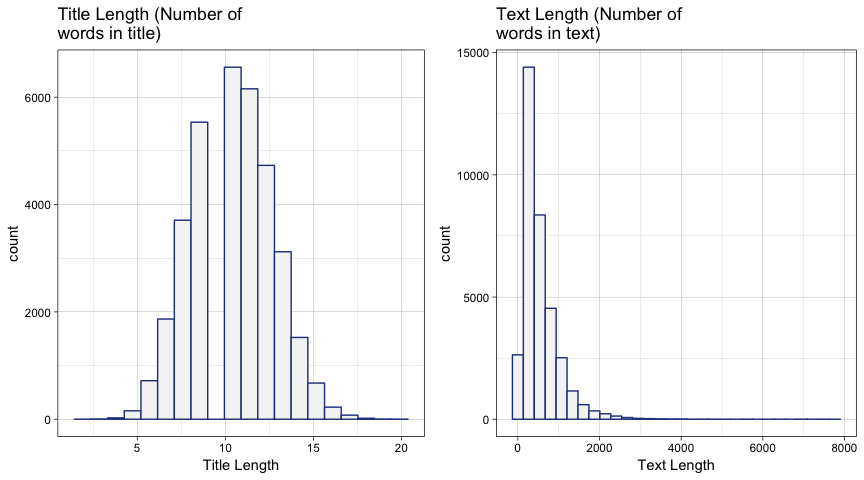 Title Length (Number of
words in title)
6000
4000
2000
0
count
5
10
15
20
Title Length
Text Length (Number of
words in text)
15000
10000
5000
0
count
0
2000
4000
6000
8000
Text Length